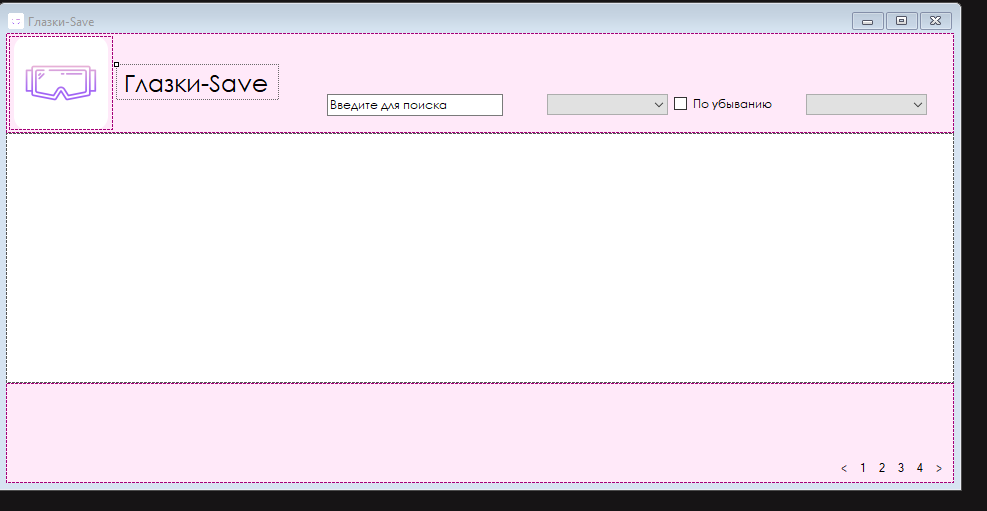 Глазки-Save
Глазки-Save
Введите для поиска
По убыванию
< 1 2 3 4 >